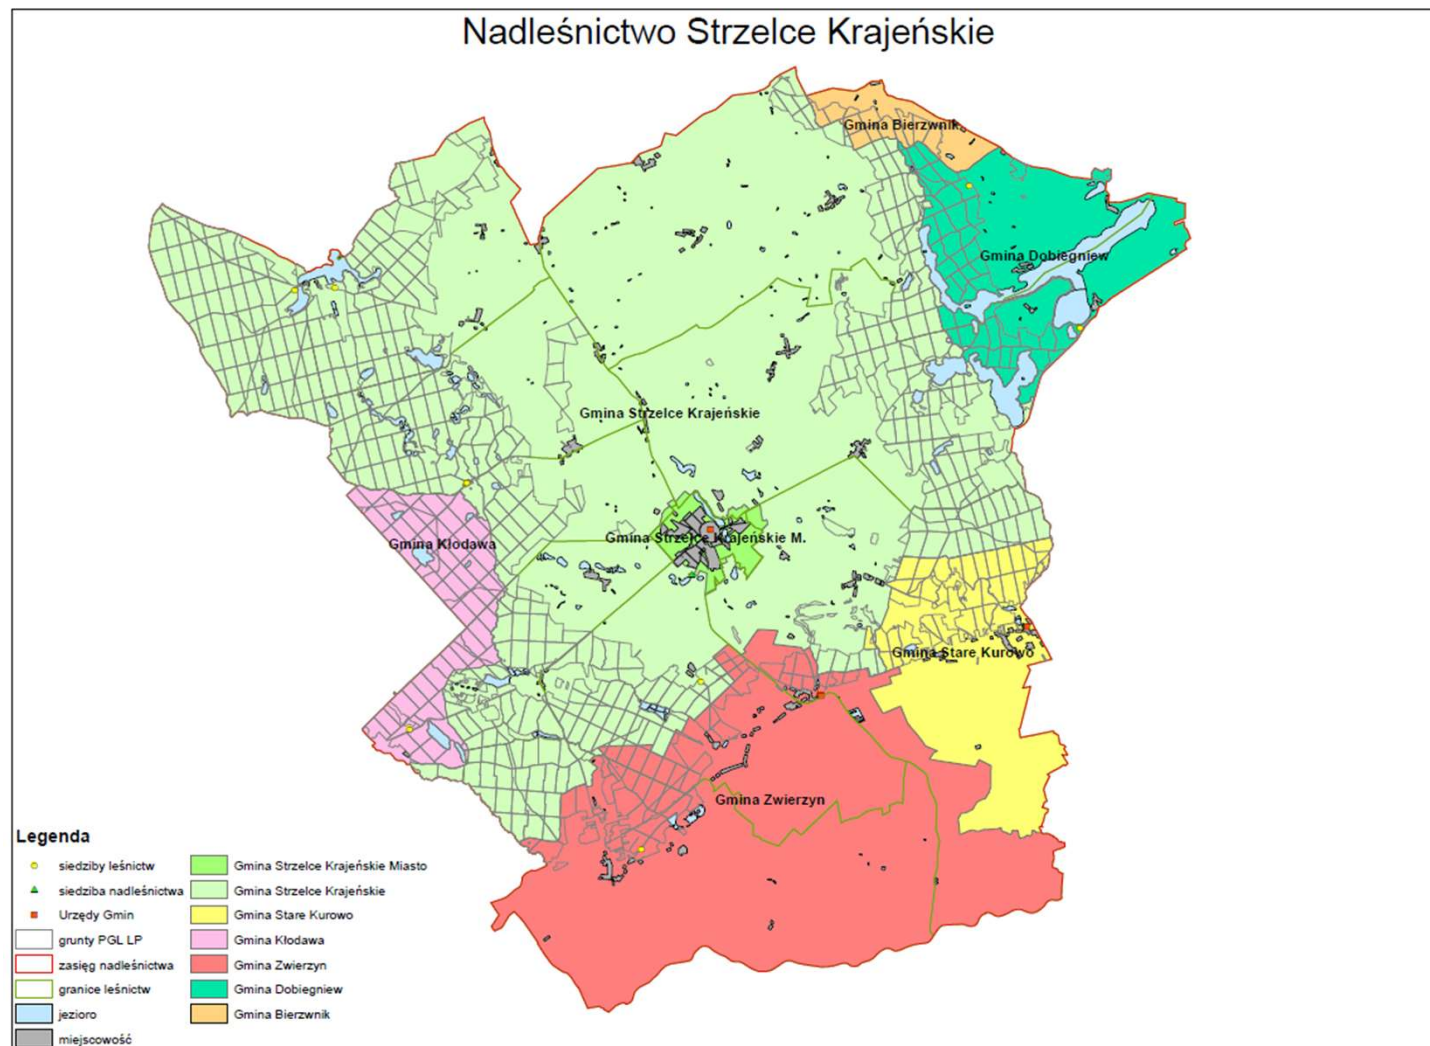 Nadleśnictwo Strzelce Krajeńskie
Gmina Bierzwnik
Gmina Dobiegniew
Gmina Strzelce Krajeńskie
Gmina Strzelce Krajeńskie M.
Gmina Kłodawa
Gmina Stare Kurowo
Gmina Zwierzyn
Legenda
siedziby leśnictw
siedziba nadleśnictwa
Urzędy Gmin
grunty PGL LP
zasięg nadleśnictwa
granice leśnictw
jezioro
miejscowość
Gmina Strzelce Krajeńskie Miasto
Gmina Strzelce Krajeńskie
Gmina Stare Kurowo
Gmina Kłodawa
Gmina Zwierzyn
Gmina Dobiegniew
Gmina Bierzwnik